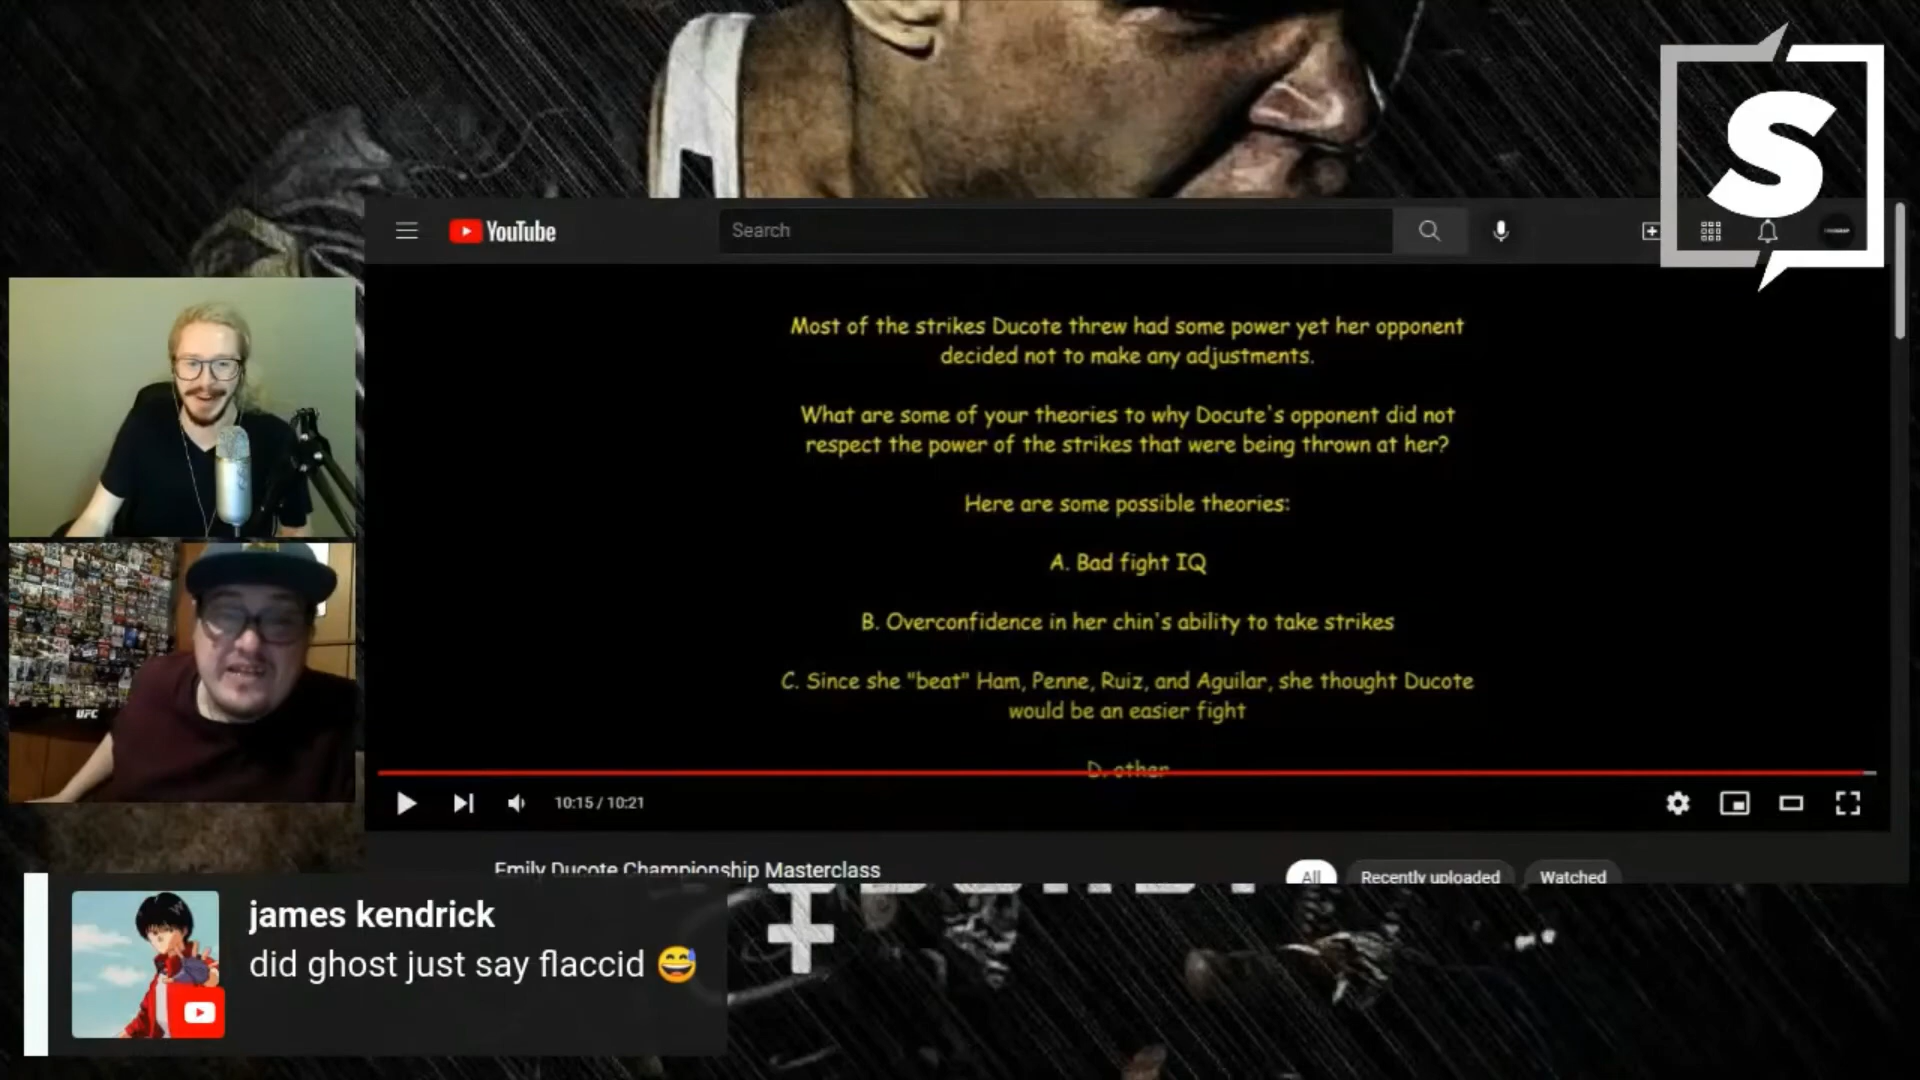 S
YouTube
Search
Most of the strikes Ducote threw had some power yet her opponent
decided not to make any adjustments.
What are some of your theories to why Docute's opponent did not
respect the power of the strikes that were being thrown at her?
Here are some possible theories:
A. Bad fight IQ
B. Overconfidence in her chin's ability to take strikes
C. Since she "beat" Ham, Penne, Ruiz, and Aguilar, she thought Ducote
would be an easier fight
D. other
UFC
10:15 / 10:21
Emily Ducote Championship Masterclass
All
Recently uploaded
Watched
james kendrick
did ghost just say flaccid 😅